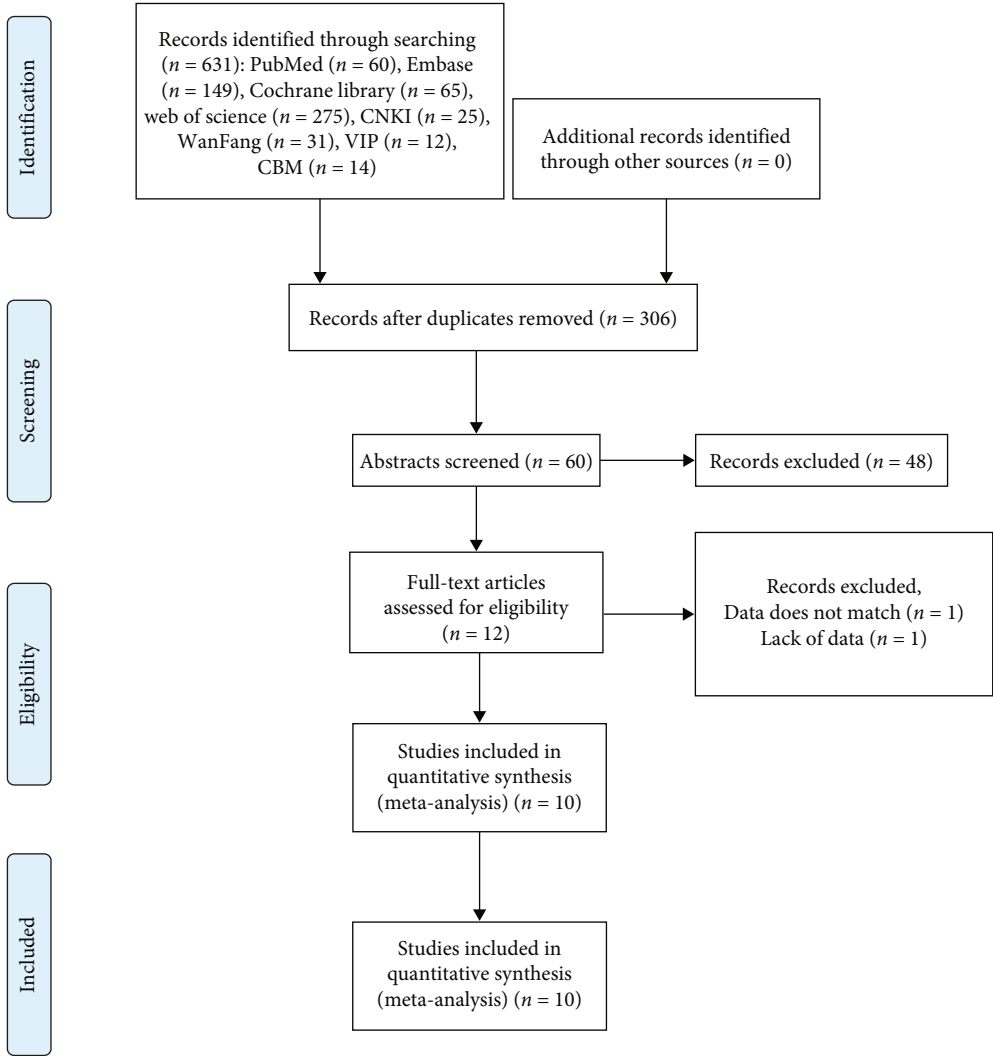 Identification
Records identified through searching
(n = 631): PubMed (n = 60), Embase
(n = 149), Cochrane library (n = 65),
web of science (n = 275), CNKI (n = 25),
WanFang (n = 31), VIP (n = 12),
CBM (n = 14)
Additional records identified
through other sources (n = 0)
Records after duplicates removed (n = 306)
Screening
Abstracts screened (n = 60)
Records excluded (n = 48)
Eligibility
Full-text articles
assessed for eligibility
(n = 12)
Records excluded,
Data does not match (n = 1)
Lack of data (n = 1)
Studies included in
quantitative synthesis
(meta-analysis) (n = 10)
Included
Studies included in
quantitative synthesis
(meta-analysis) (n = 10)